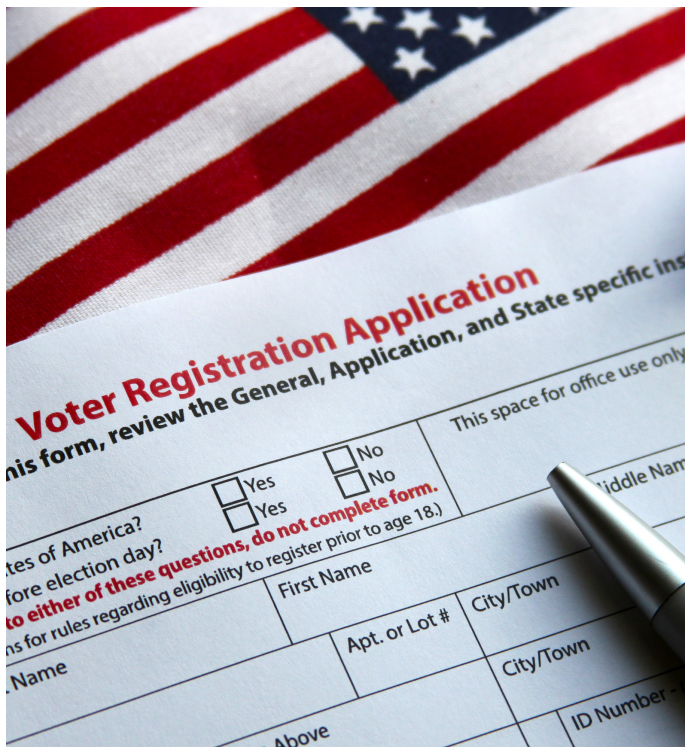 Voter Registration Application
his form, review the General, Application, and State specific ins
This space for office use only
tes of America? Yes No
fore election day? Yes No
to either of these questions, do not complete form.
ns for rules regarding eligibility to register prior to age 18.)
Name First Name iddle Nam
Apt. or Lot # City/Town
City/Town
Above ID Number -